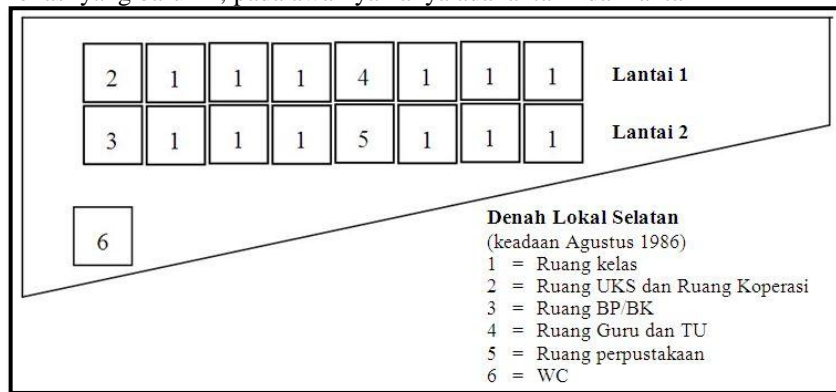 2 1 1 1 4 1 1 1 Lantai 1
3 1 1 1 5 1 1 1 Lantai 2
6
Denah Lokal Selatan
(keadaan Agustus 1986)
1 = Ruang kelas
2 = Ruang UKS dan Ruang Koperasi
3 = Ruang BP/BK
4 = Ruang Guru dan TU
5 = Ruang perpustakaan
6 = WC